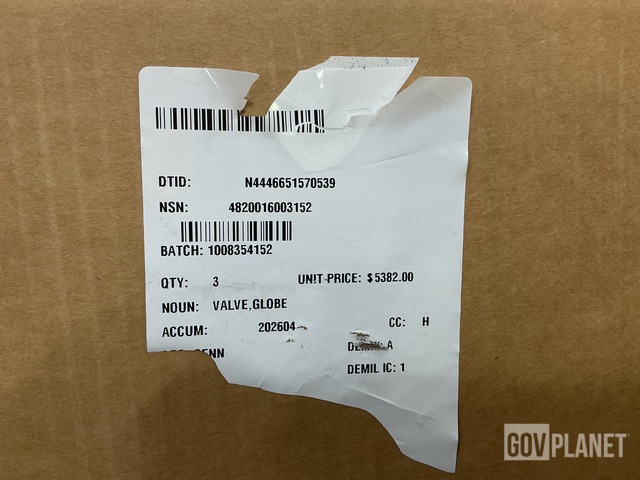 DTID: N4446651570539
NSN: 4820016003152
BATCH: 1008354152
QTY: 3 UNIT PRICE: $5382.00
NOUN: VALVE,GLOBE
ACCUM: 202604 CC: H
A
DEMIL IC: 1
GOVPLANET